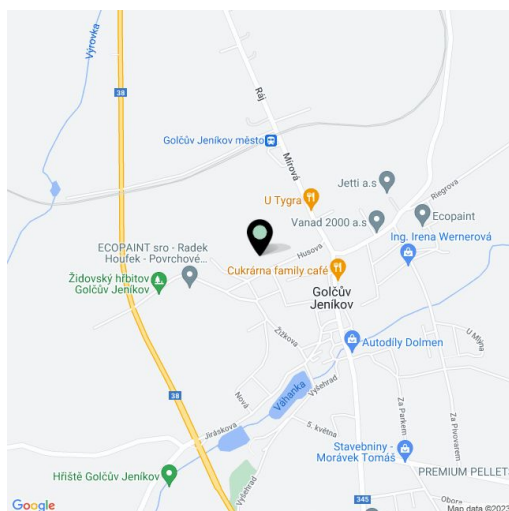 Výrovka
38
Ráj
Golčův Jeníkov město
Mírová
Jetti a.s
Riegrova
U Tygra
Vanad 2000 a.s
Ecopaint
Ing. Irena Wernerová
ECOPAINT sro - Radek
Houfek - Povrchové...
Husova
Cukrárna family café
Židovský hřbitov
Golčův Jeníkov
Golčův
Jeníkov
Žižkova
Autodíly Dolmen
U Mlýna
Nová
Váhanka
Vyšehrad
38
Jiráskova
5. května
Za Parkem
Za Pivovarem
Stavebniny -
Morávek Tomáš
Hřiště Golčův Jeníkov
Vyšehrad
PREMIUM PELLET
345
Obora
Google
Map data ©2023